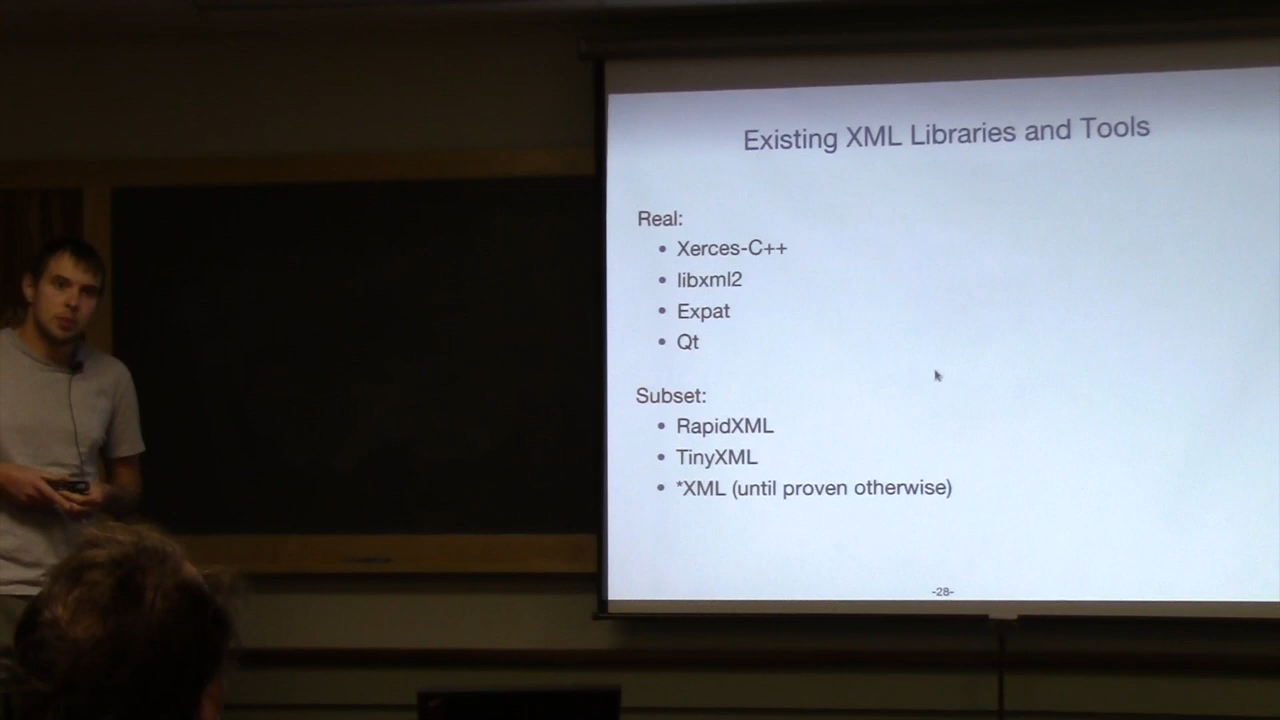 Existing XML Libraries and Tools
Real:
• Xerces-C++
• libxml2
• Expat
• Qt
Subset:
• RapidXML
• TinyXML
• *XML (until proven otherwise)
-28-